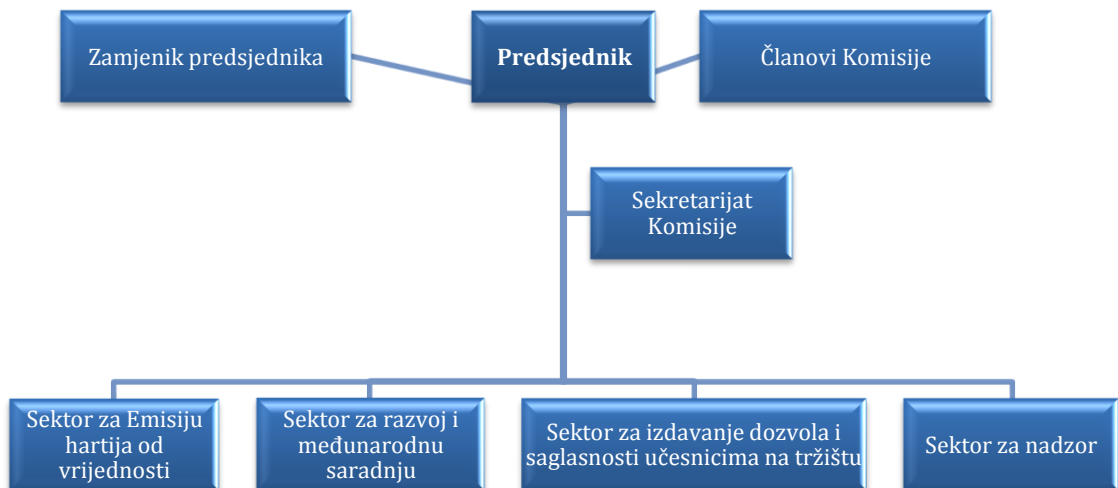 Zamjenik predsjednika
Predsjednik
Članovi Komisije
Sekretarijat
Komisije
Sektor za Emisiju
hartija od
vrijednosti
Sektor za razvoj i
međunarodnu
saradnju
Sektor za izdavanje dozvola i
saglasnosti učesnicima na tržištu
Sektor za nadzor